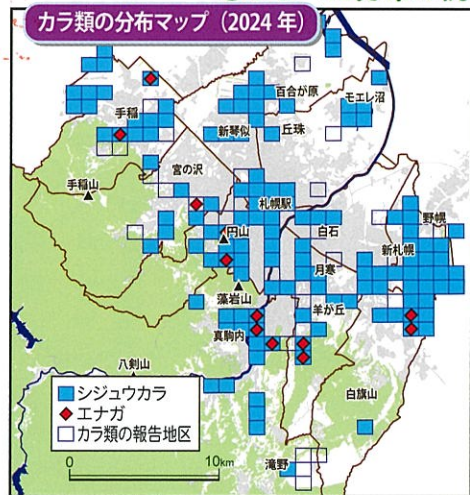 カラ類の分布マップ（2024 年）
百合が原
モエレ沼
手稲
新琴似
丘珠
宮の沢
手稲山
札幌駅
野幌
円山
白石
新札幌
月寒
藻岩山
羊が丘
真駒内
八剣山
白旗山
シジュウカラ
エナガ
カラ類の報告地区
滝野
0
10km